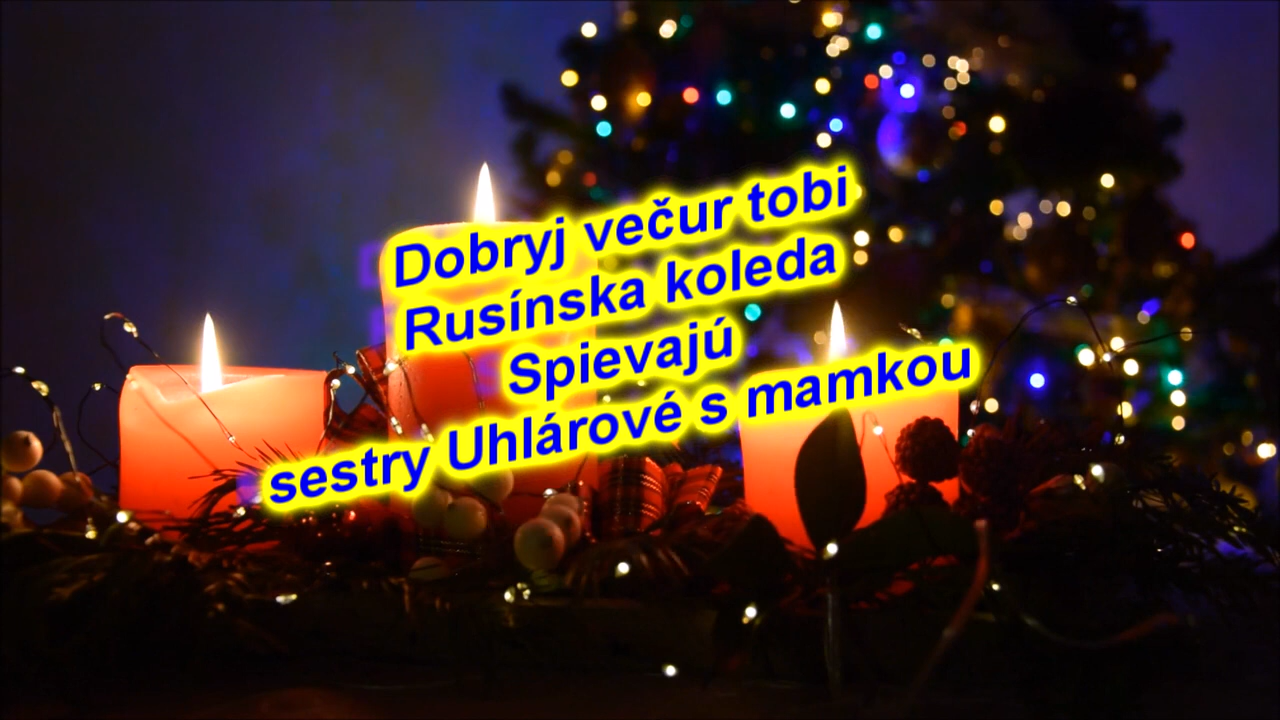 Dobryj večur tobi
Rusínska koleda
Spievajú
sestry Uhlárové s mamkou